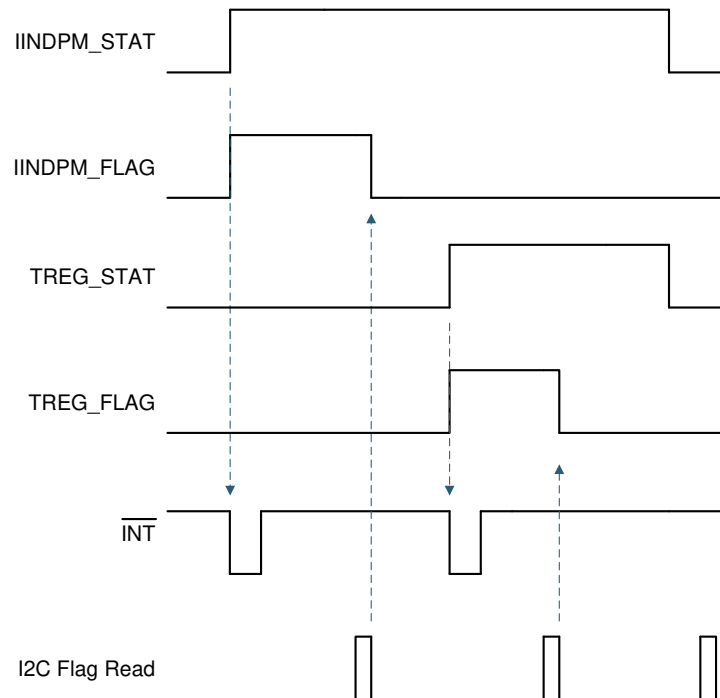 IINDPM_STAT
IINDPM_FLAG
TREG_STAT
TREG_FLAG
INT
I2C Flag Read